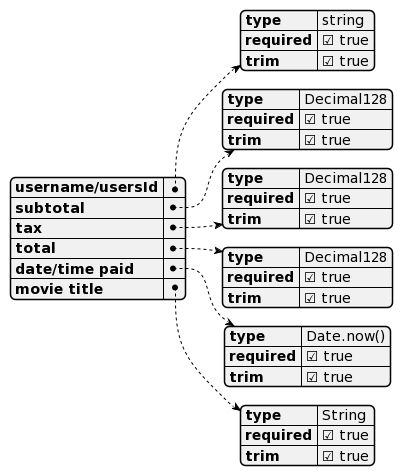 type string
required ☑ true
trim ☑ true
type Decimal128
required ☑ true
trim ☑ true
type Decimal128
required ☑ true
trim ☑ true
username/usersId
subtotal
tax
total
date/time paid
movie title
type Decimal128
required ☑ true
trim ☑ true
type Date.now()
required ☑ true
trim ☑ true
type String
required ☑ true
trim ☑ true